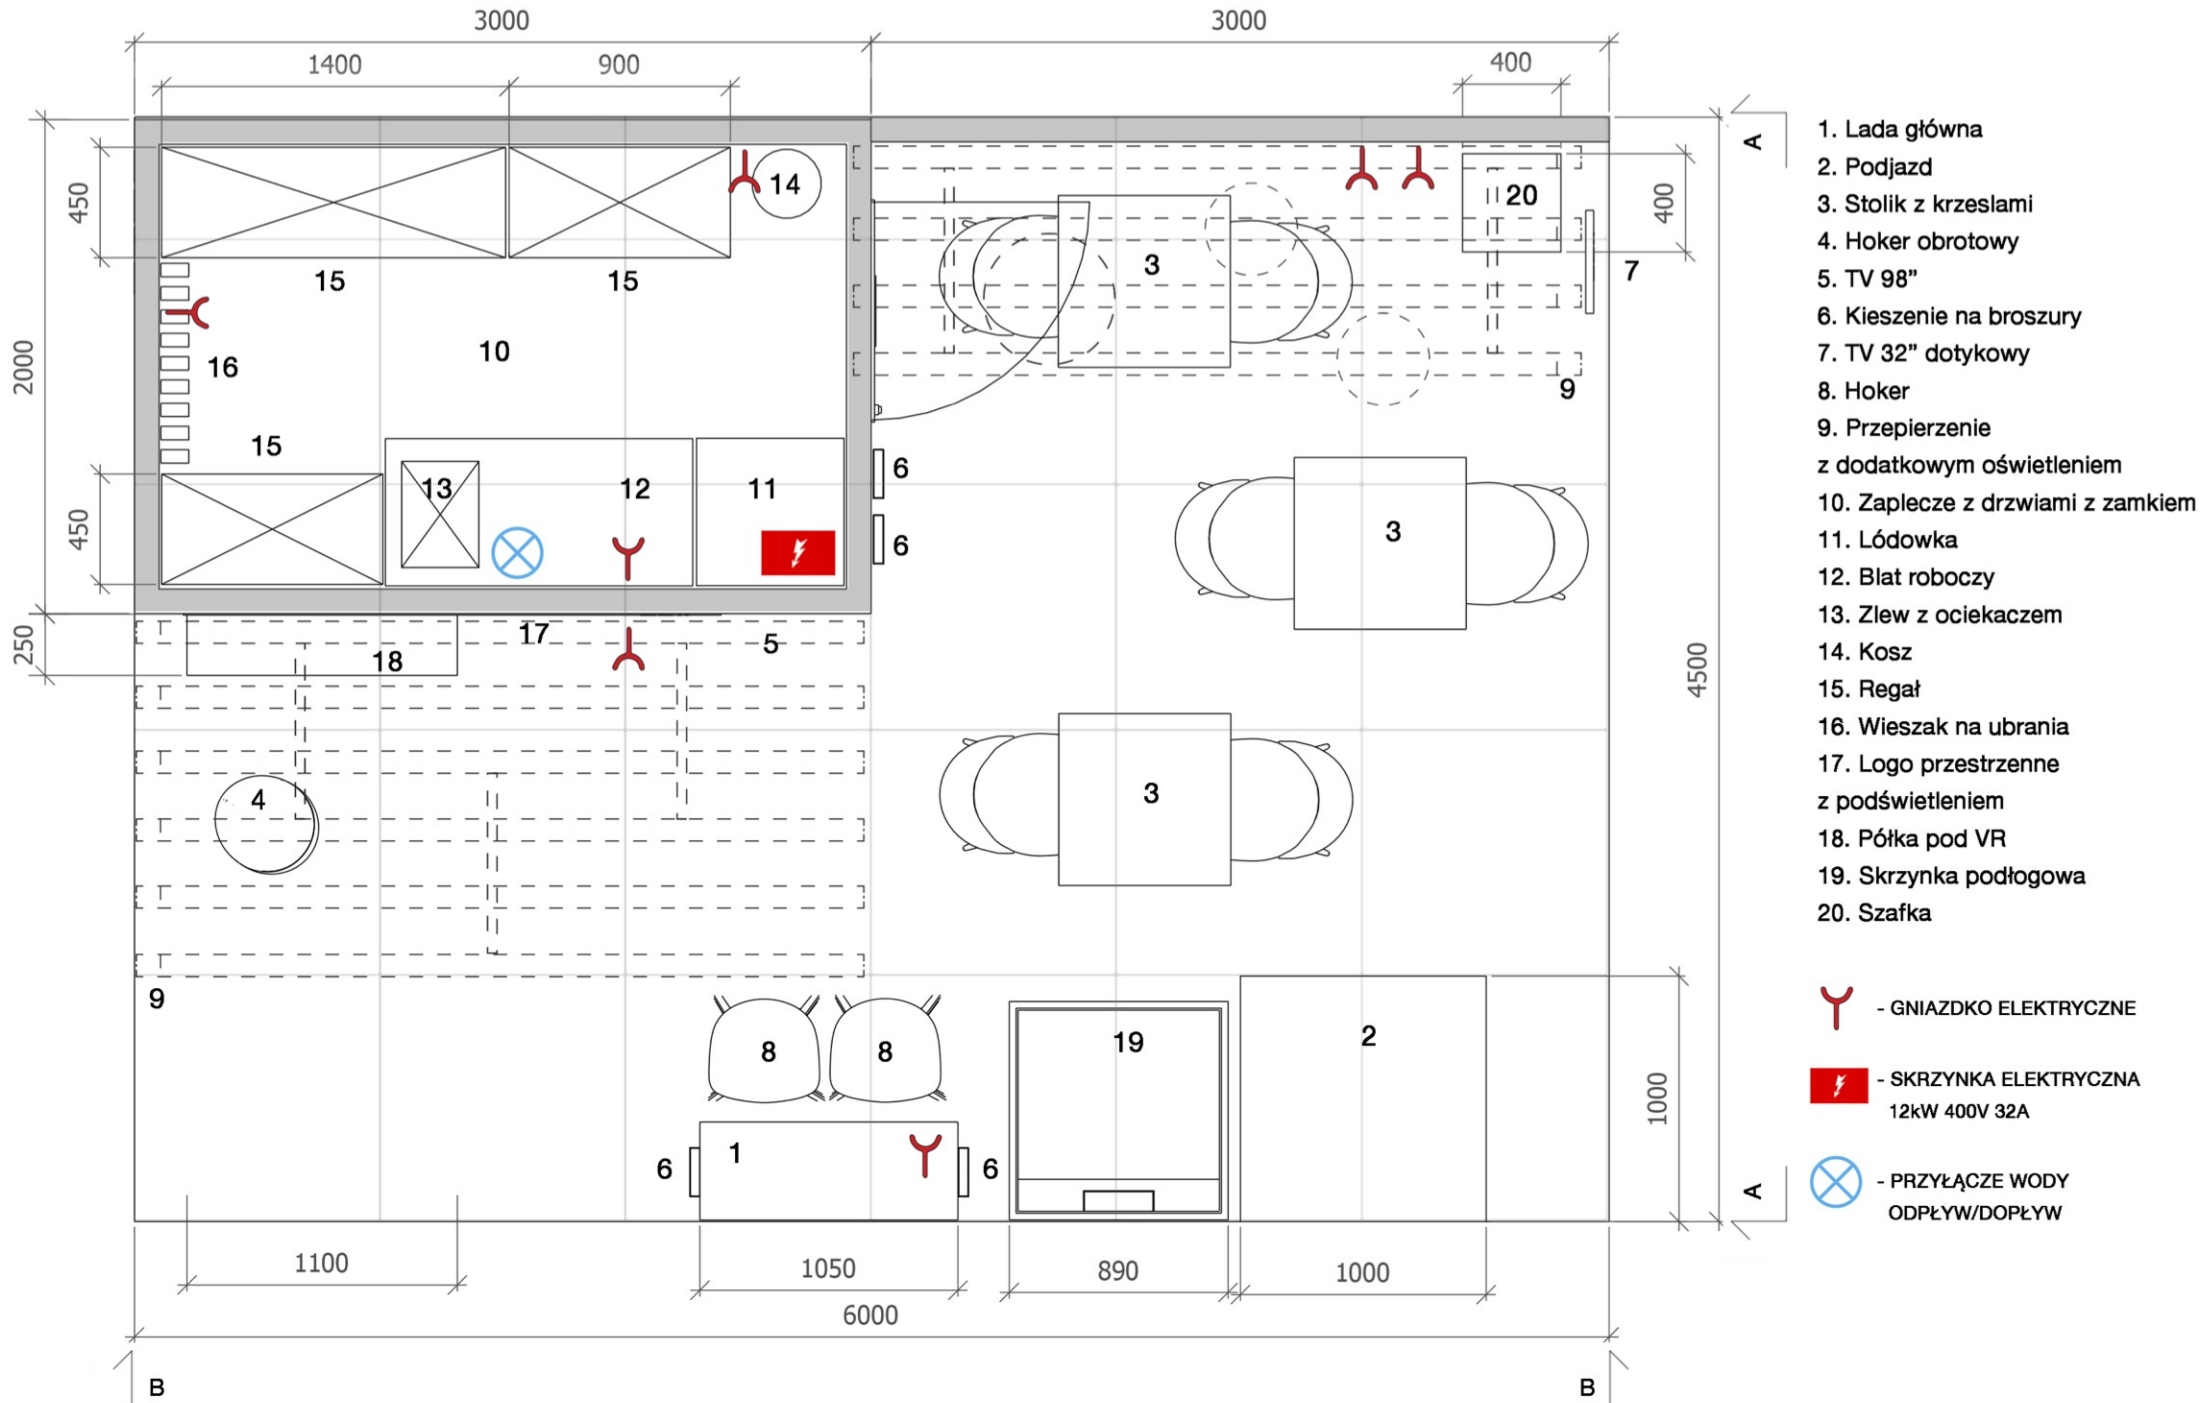 3000
3000
1400
900
400
A
450
14
20
400
3
7
15
15
2000
16
10
9
15
6
13
12
11
3
450
6
17
5
250
18
4500
4
3
9
8
8
19
2
1000
1
6
6
A
1100
1050
890
1000
6000
B
B
1. Lada główna
2. Podjazd
3. Stolik z krzeslami
4. Hoker obrotowy
5. TV 98”
6. Kieszenie na broszury
7. TV 32” dotykowy
8. Hoker
9. Przepierzenie
z dodatkowym oświetleniem
10. Zaplecze z drzwiami z zamkiem
11. Lódowka
12. Blat roboczy
13. Zlew z ociekaczem
14. Kosz
15. Regał
16. Wieszak na ubrania
17. Logo przestrzenne
z podświetleniem
18. Półka pod VR
19. Skrzynka podłogowa
20. Szafka
- GNIAZDKO ELEKTRYCZNE
- SKRZYNKA ELEKTRYCZNA
12kW 400V 32A
- PRZYŁĄCZE WODY
ODPŁYW/DOPŁYW